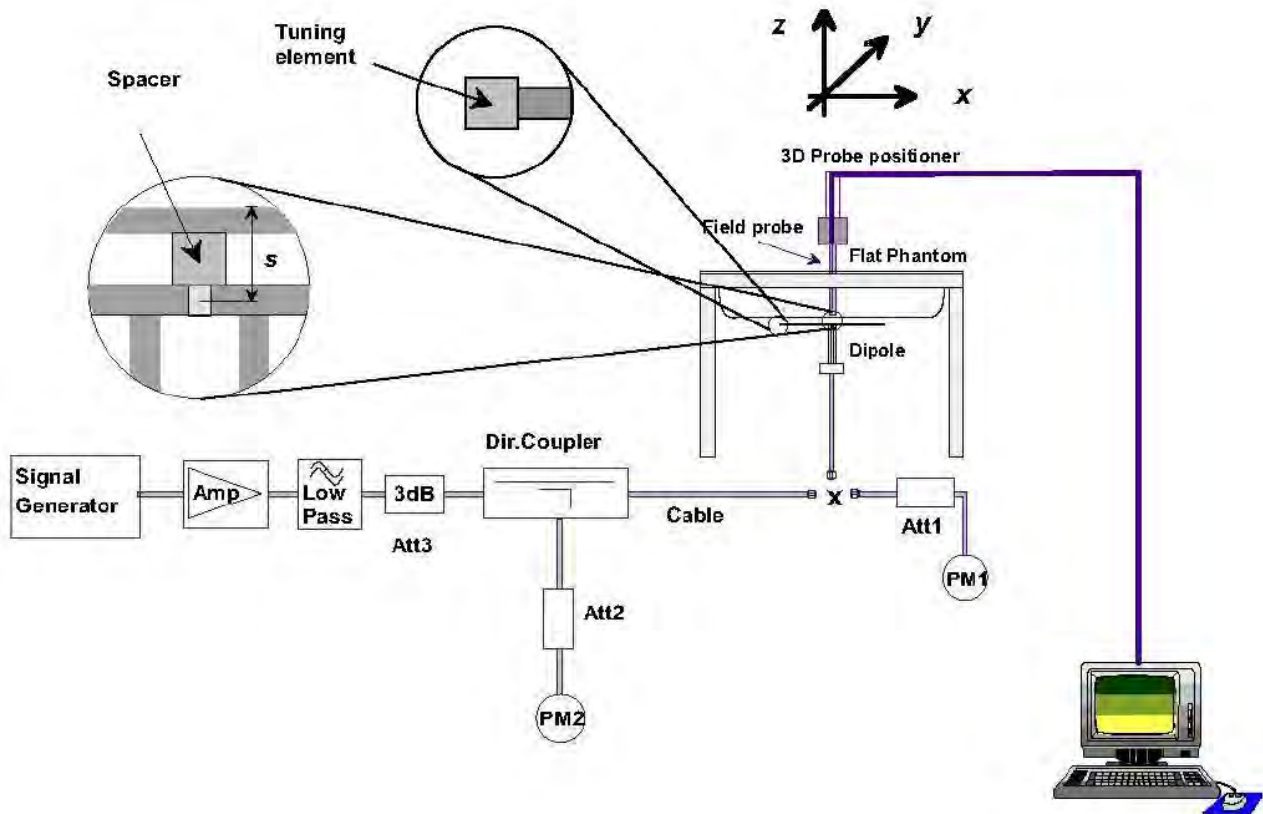 Tuning
element
Spacer
z
y
x
3D Probe positioner
Field probe
Flat Phantom
s
Dipole
Dir.Coupler
Signal
Generator
Amp
Low
Pass
3dB
Att3
Cable
x
Att1
PM1
Att2
PM2